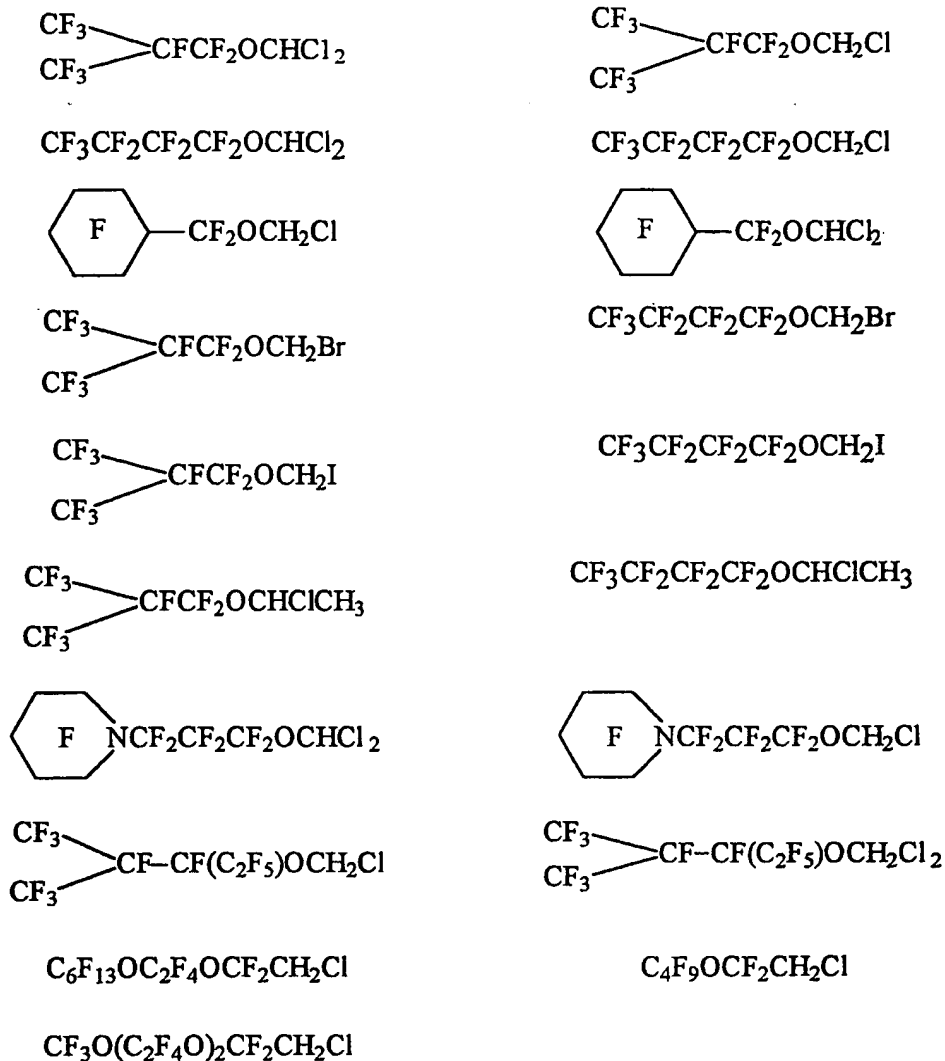 CF₃ CFCF₂OCHCl₂ CF₃ CFCF₂OCH₂Cl
CF₃ CF₃
CF₃CF₂CF₂CF₂OCHCl₂ CF₃CF₂CF₂CF₂OCH₂Cl
F CF₂OCH₂Cl F CF₂OCHCl₂
CF₃ CFCF₂OCH₂Br CF₃CF₂CF₂CF₂OCH₂Br
CF₃
CF₃ CFCF₂OCH₂I CF₃CF₂CF₂CF₂OCH₂I
CF₃
CF₃ CFCF₂OCHClCH₃ CF₃CF₂CF₂CF₂OCHClCH₃
CF₃
F NCF₂CF₂CF₂OCHCl₂ F NCF₂CF₂CF₂OCH₂Cl
CF₃ CF–CF(C₂F₅)OCH₂Cl CF₃ CF–CF(C₂F₅)OCH₂Cl₂
CF₃ CF₃
C₆F₁₃OC₂F₄OCF₂CH₂Cl C₄F₉OCF₂CH₂Cl
CF₃O(C₂F₄O)₂CF₂CH₂Cl